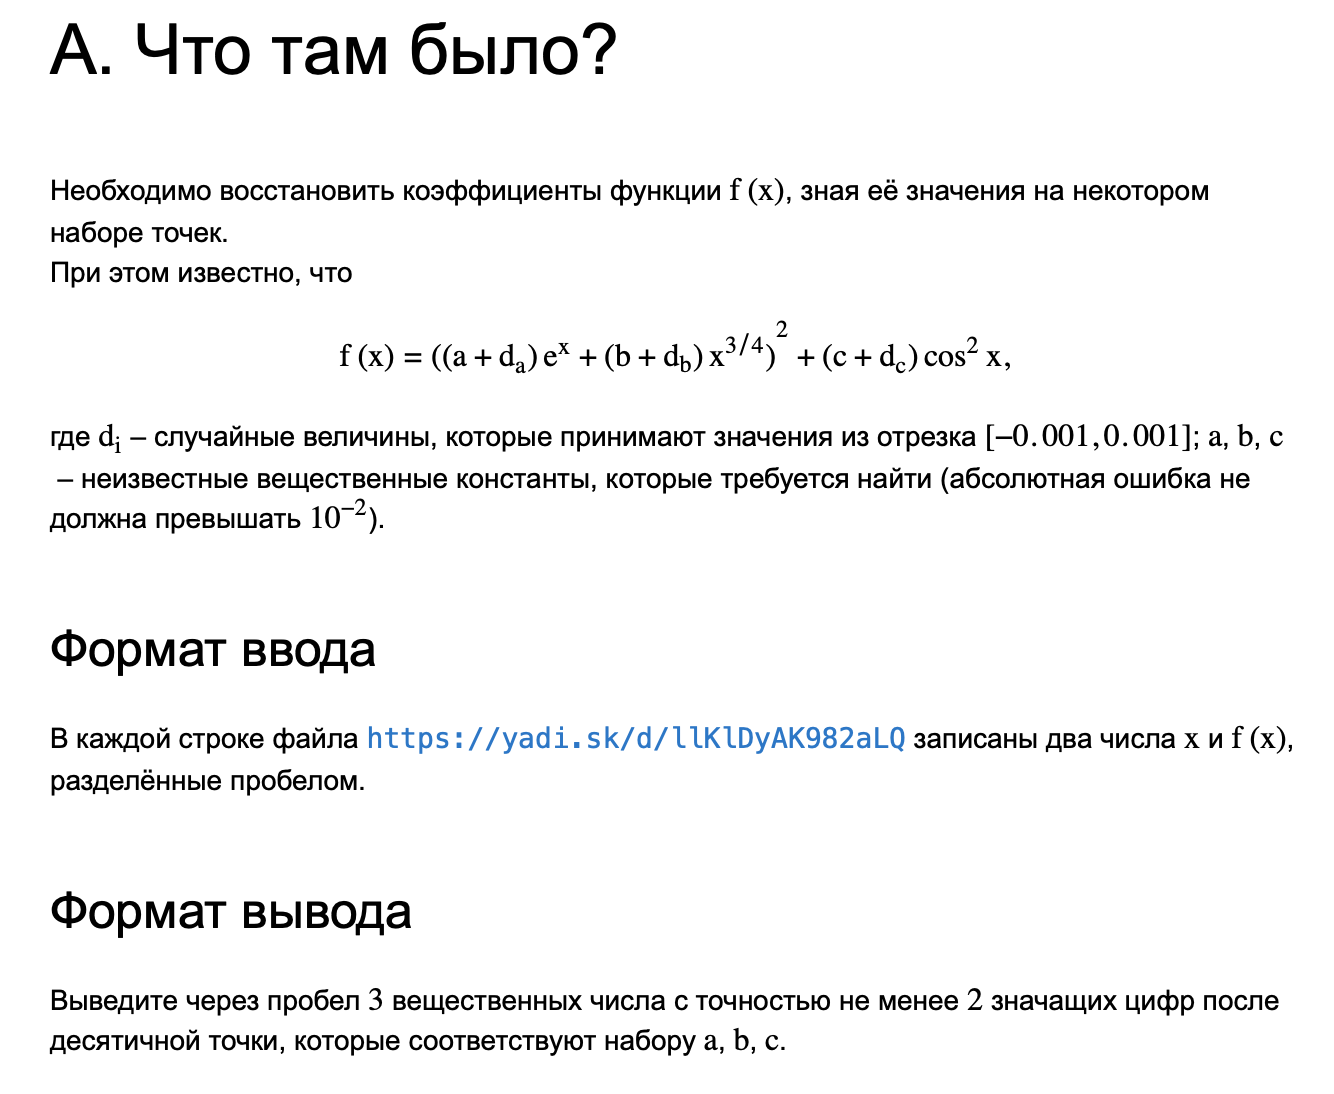 А. Что там было?
Необходимо восстановить коэффициенты функции f (x), зная её значения на некотором
наборе точек.
При этом известно, что
f (x) = ((a + dₐ) eˣ + (b + d_b) x^{3/4})² + (c + d_c) cos² x,
где dᵢ – случайные величины, которые принимают значения из отрезка [−0.001, 0.001]; a, b, c
– неизвестные вещественные константы, которые требуется найти (абсолютная ошибка не
должна превышать 10⁻²).
Формат ввода
В каждой строке файла https://yadi.sk/d/llKlDyAK982aLQ записаны два числа x и f (x),
разделённые пробелом.
Формат вывода
Выведите через пробел 3 вещественных числа с точностью не менее 2 значащих цифр после
десятичной точки, которые соответствуют набору a, b, c.